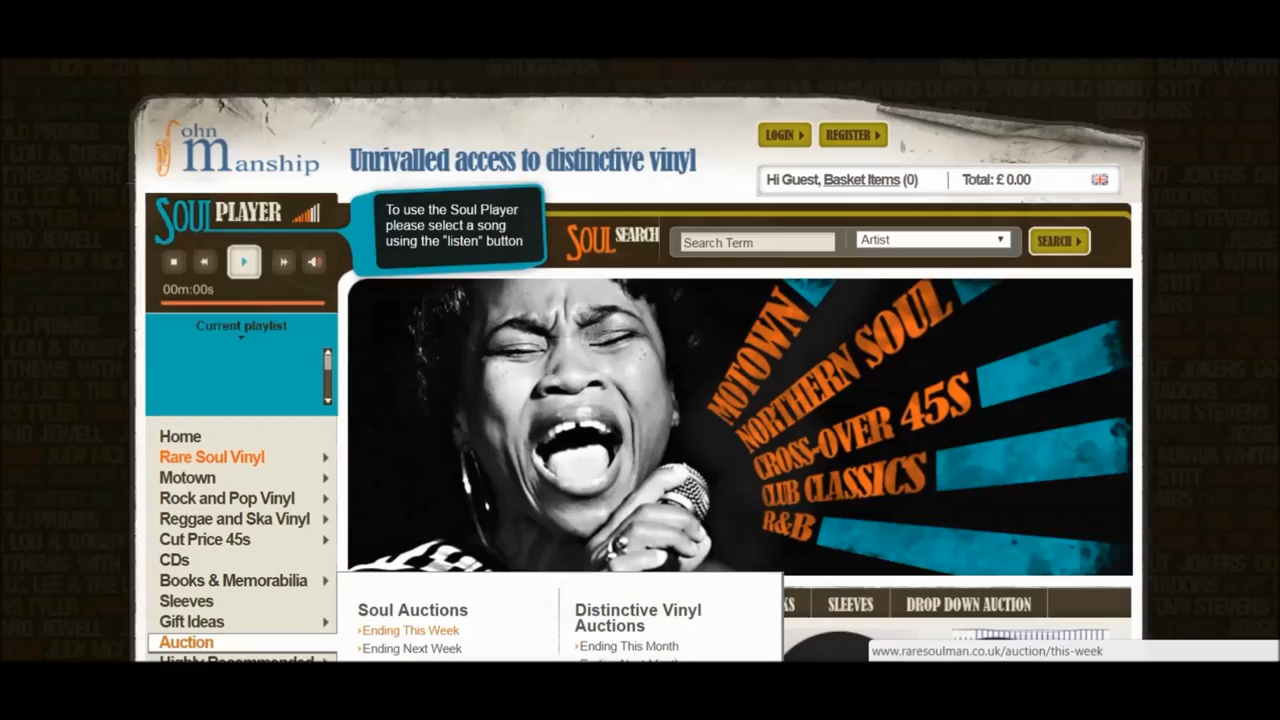 John
Manship
Unrivalled access to distinctive vinyl
LOGIN
REGISTER
Hi Guest, Basket Items (0)
Total: £ 0.00
SOUL PLAYER
To use the Soul Player
please select a song
using the "listen" button
SOUL SEARCH
Search Term
Artist
SEARCH
00m:00s
Current playlist
MOTOWN
NORTHERN SOUL
CROSS-OVER 45S
CLUB CLASSICS
R&B
Home
Rare Soul Vinyl
Motown
Rock and Pop Vinyl
Reggae and Ska Vinyl
Cut Price 45s
CDs
Books & Memorabilia
Sleeves
Gift Ideas
Auction
Highly Recommended
Soul Auctions
Ending This Week
Ending Next Week
Distinctive Vinyl
Auctions
Ending This Month
Ending Next Month
SLEEVES
DROP DOWN AUCTION
www.raresoulman.co.uk/auction/this-week